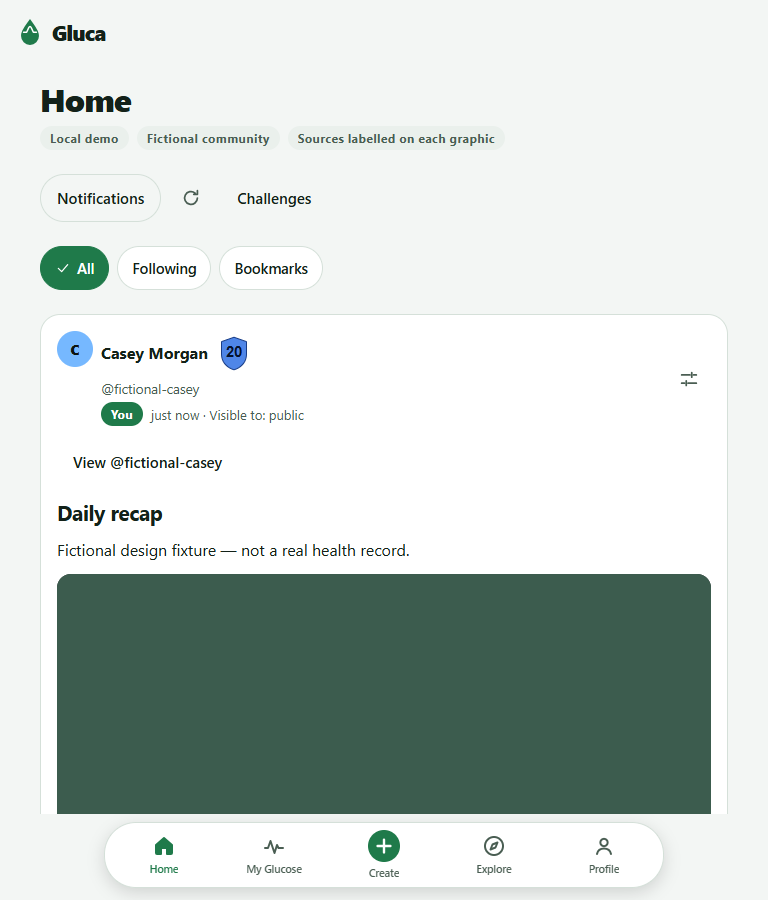 Gluca
Home
Local demo
Fictional community
Sources labelled on each graphic
Notifications
Challenges
All
Following
Bookmarks
C
Casey Morgan
20
@fictional-casey
You
just now · Visible to: public
View @fictional-casey
Daily recap
Fictional design fixture — not a real health record.
Home
My Glucose
Create
Explore
Profile